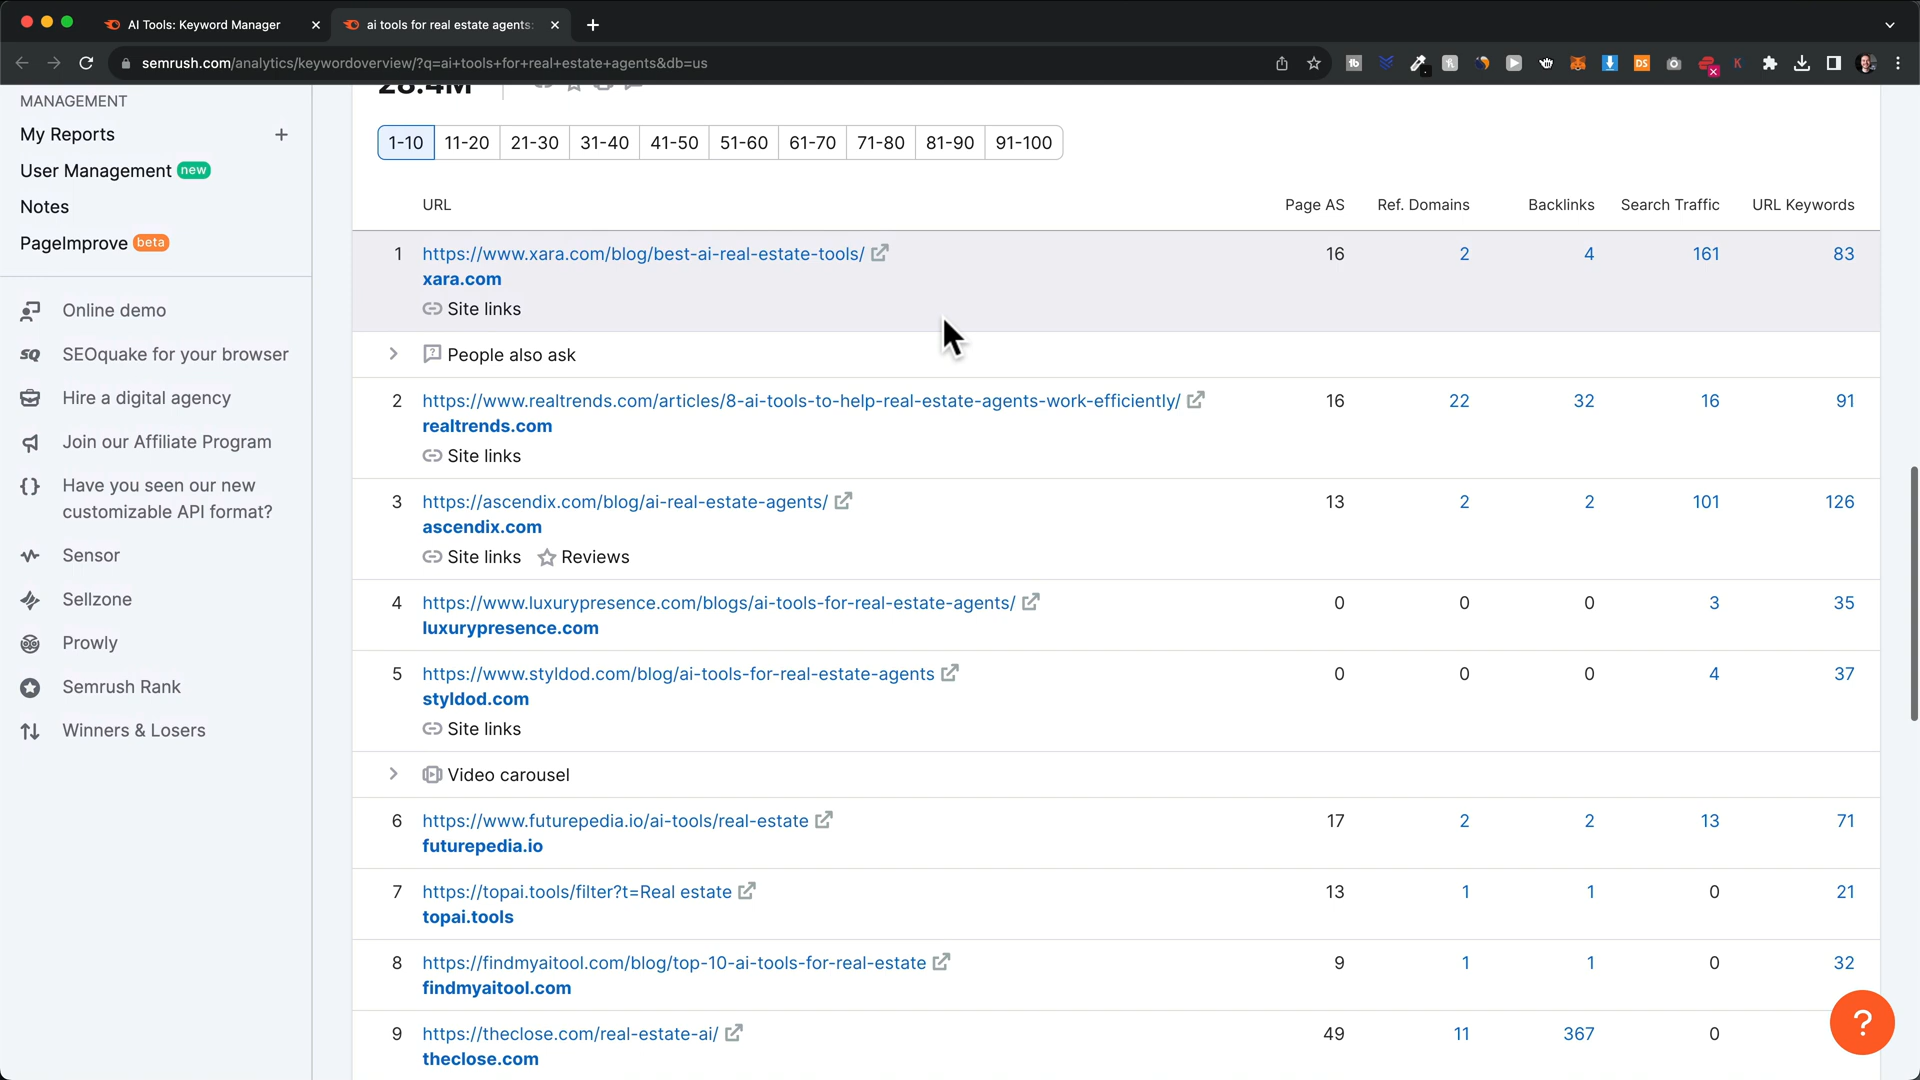 AI Tools: Keyword Manager
ai tools for real estate agents:
semrush.com/analytics/keywordoverview/?q=ai+tools+for+real+estate+agents&db=us
MANAGEMENT
My Reports
User Management new
Notes
PageImprove beta
Online demo
SEOquake for your browser
Hire a digital agency
Join our Affiliate Program
Have you seen our new
customizable API format?
Sensor
Sellzone
Prowly
Semrush Rank
Winners & Losers
28.4M
1-10 11-20 21-30 31-40 41-50 51-60 61-70 71-80 81-90 91-100
URL Page AS Ref. Domains Backlinks Search Traffic URL Keywords
1 https://www.xara.com/blog/best-ai-real-estate-tools/ 16 2 4 161 83
xara.com
Site links
People also ask
2 https://www.realtrends.com/articles/8-ai-tools-to-help-real-estate-agents-work-efficiently/ 16 22 32 16 91
realtrends.com
Site links
3 https://ascendix.com/blog/ai-real-estate-agents/ 13 2 2 101 126
ascendix.com
Site links Reviews
4 https://www.luxurypresence.com/blogs/ai-tools-for-real-estate-agents/ 0 0 0 3 35
luxurypresence.com
5 https://www.styldod.com/blog/ai-tools-for-real-estate-agents 0 0 0 4 37
styldod.com
Site links
Video carousel
6 https://www.futurepedia.io/ai-tools/real-estate 17 2 2 13 71
futurepedia.io
7 https://topai.tools/filter?t=Real estate 13 1 1 0 21
topai.tools
8 https://findmyaitool.com/blog/top-10-ai-tools-for-real-estate 9 1 1 0 32
findmyaitool.com
9 https://theclose.com/real-estate-ai/ 49 11 367 0
theclose.com
?